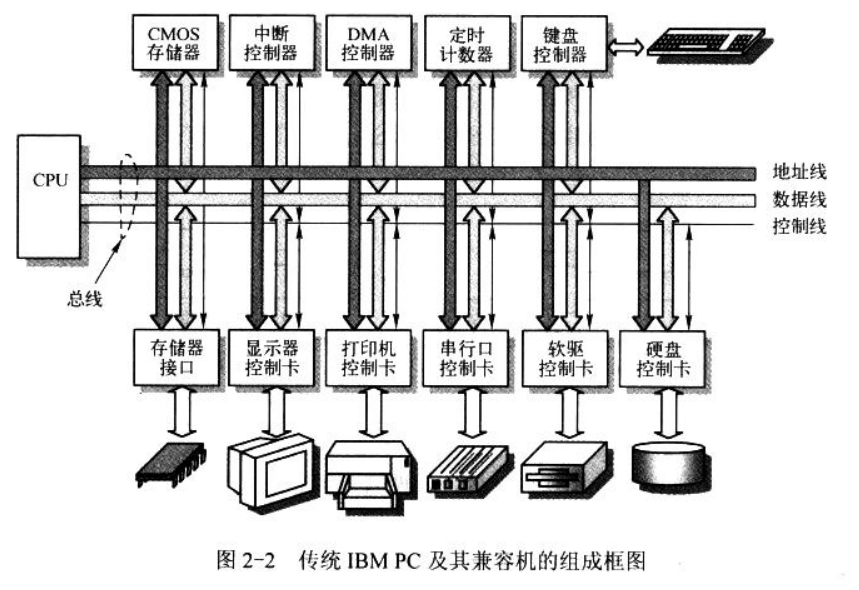 CMOS
存储器
中断
控制器
DMA
控制器
定时
计数器
键盘
控制器
CPU
地址线
数据线
控制线
总线
存储器
接口
显示器
控制卡
打印机
控制卡
串行口
控制卡
软驱
控制卡
硬盘
控制卡
图 2-2 传统 IBM PC 及其兼容机的组成框图